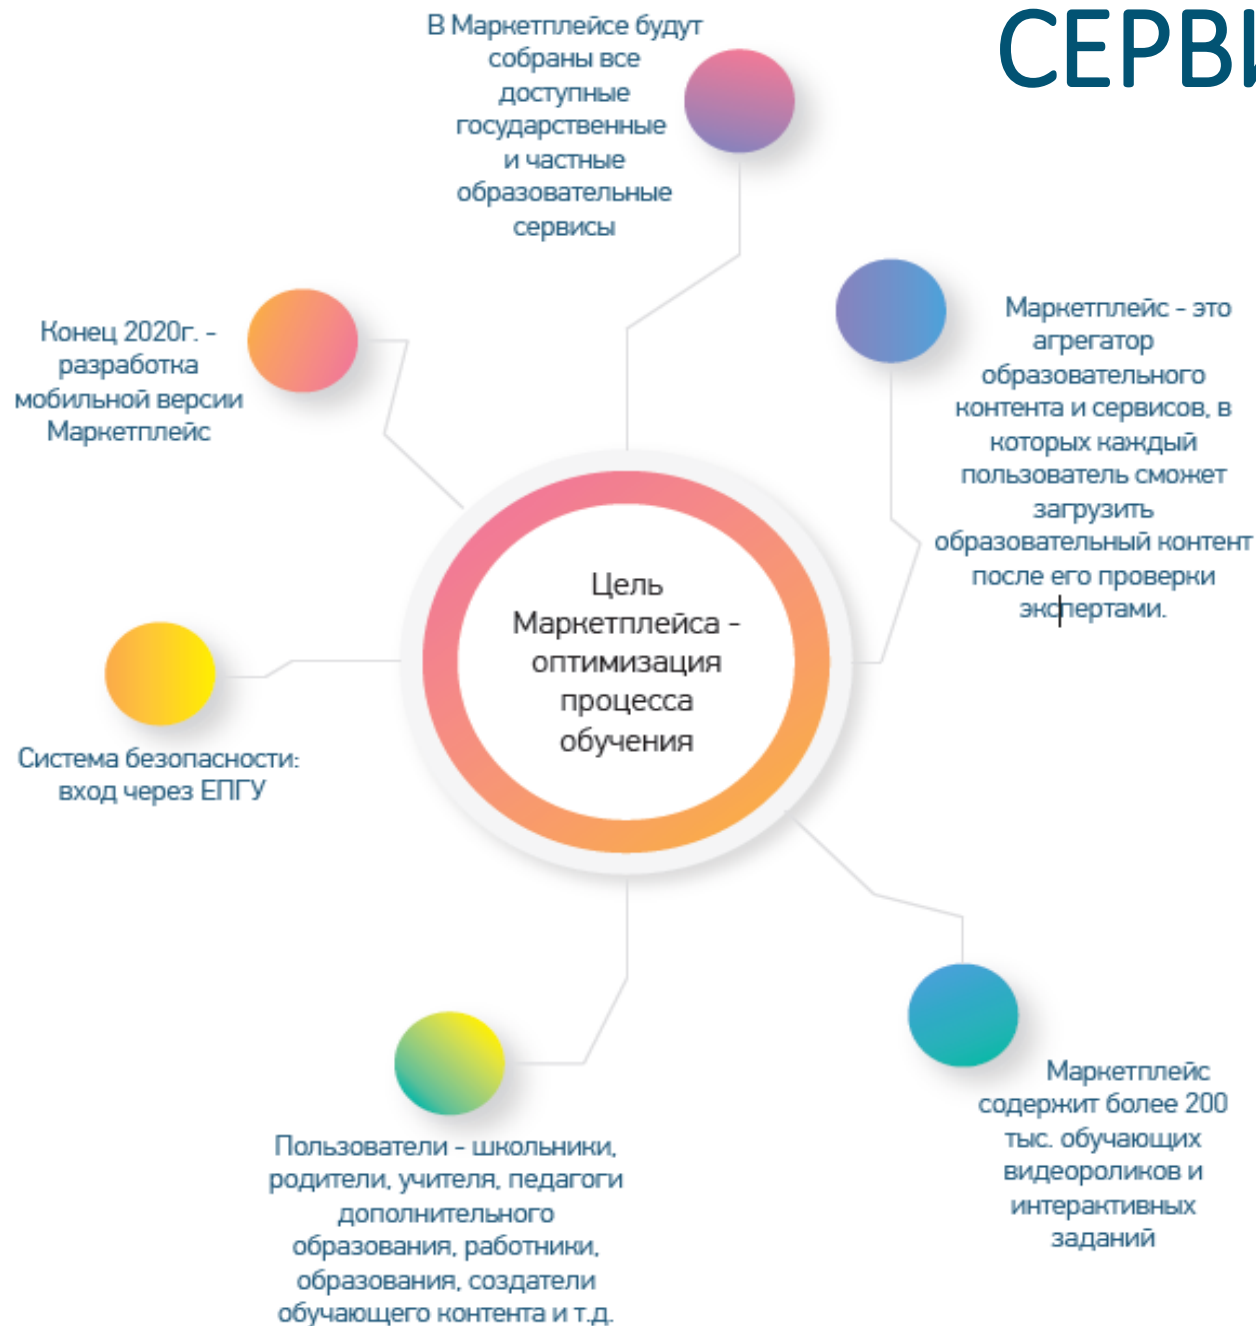 СЕРВИ
В Маркетплейсе будут
собраны все
доступные
государственные
и частные
образовательные
сервисы
Конец 2020г. -
разработка
мобильной версии
Маркетплейс
Маркетплейс - это
агрегатор
образовательного
контента и сервисов, в
которых каждый
пользователь сможет
загрузить
образовательный контент
после его проверки
экспертами.
Цель
Маркетплейса -
оптимизация
процесса
обучения
Система безопасности:
вход через ЕПГУ
Маркетплейс
содержит более 200
тыс. обучающих
видеороликов и
интерактивных
заданий
Пользователи - школьники,
родители, учителя, педагоги
дополнительного
образования, работники,
образования, создатели
обучающего контента и т.д.